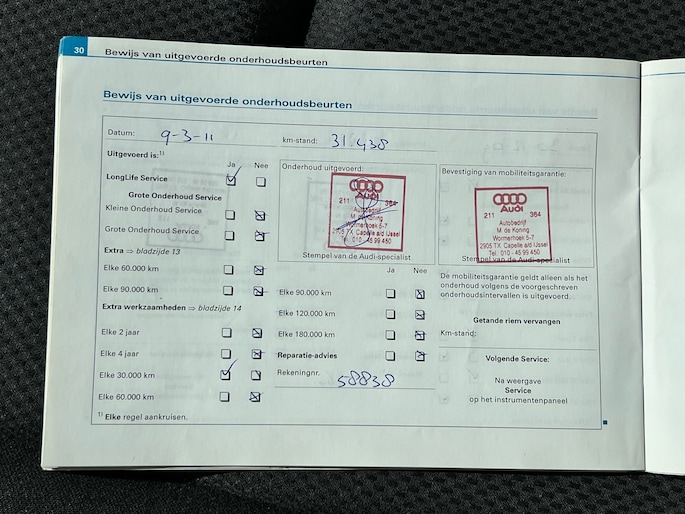 30
Bewijs van uitgevoerde onderhoudsbeurten
Bewijs van uitgevoerde onderhoudsbeurten
Datum: 9-3-11
km-stand: 31.438
Uitgevoerd is:¹⁾
Ja Nee
LongLife Service
Grote Onderhoud Service
Kleine Onderhoud Service
Grote Onderhoud Service
Extra ⇒ bladzijde 13
Elke 60.000 km
Elke 90.000 km
Extra werkzaamheden ⇒ bladzijde 14
Elke 2 jaar
Elke 4 jaar
Elke 30.000 km
Elke 60.000 km
¹⁾ Elke regel aankruisen.
Onderhoud uitgevoerd:
Audi
211 364
Autobedrijf
M. de Koning
Wormerhoek 5-7
2905 TX Capelle a/d IJssel
Tel.: 010 - 45 99 450
Stempel van de Audi-specialist
Ja Nee
Elke 90.000 km
Elke 120.000 km
Elke 180.000 km
Reparatie-advies
Rekeningnr. 58838
Bevestiging van mobiliteitsgarantie:
Audi
211 364
Autobedrijf
M. de Koning
Wormerhoek 5-7
2905 TX Capelle a/d IJssel
Tel.: 010 - 45 99 450
Stempel van de Audi-specialist
De mobiliteitsgarantie geldt alleen als het
onderhoud volgens de voorgeschreven
onderhoudsintervallen is uitgevoerd.
Getande riem vervangen
Km-stand:
Volgende Service:
Na weergave
Service
op het instrumentenpaneel